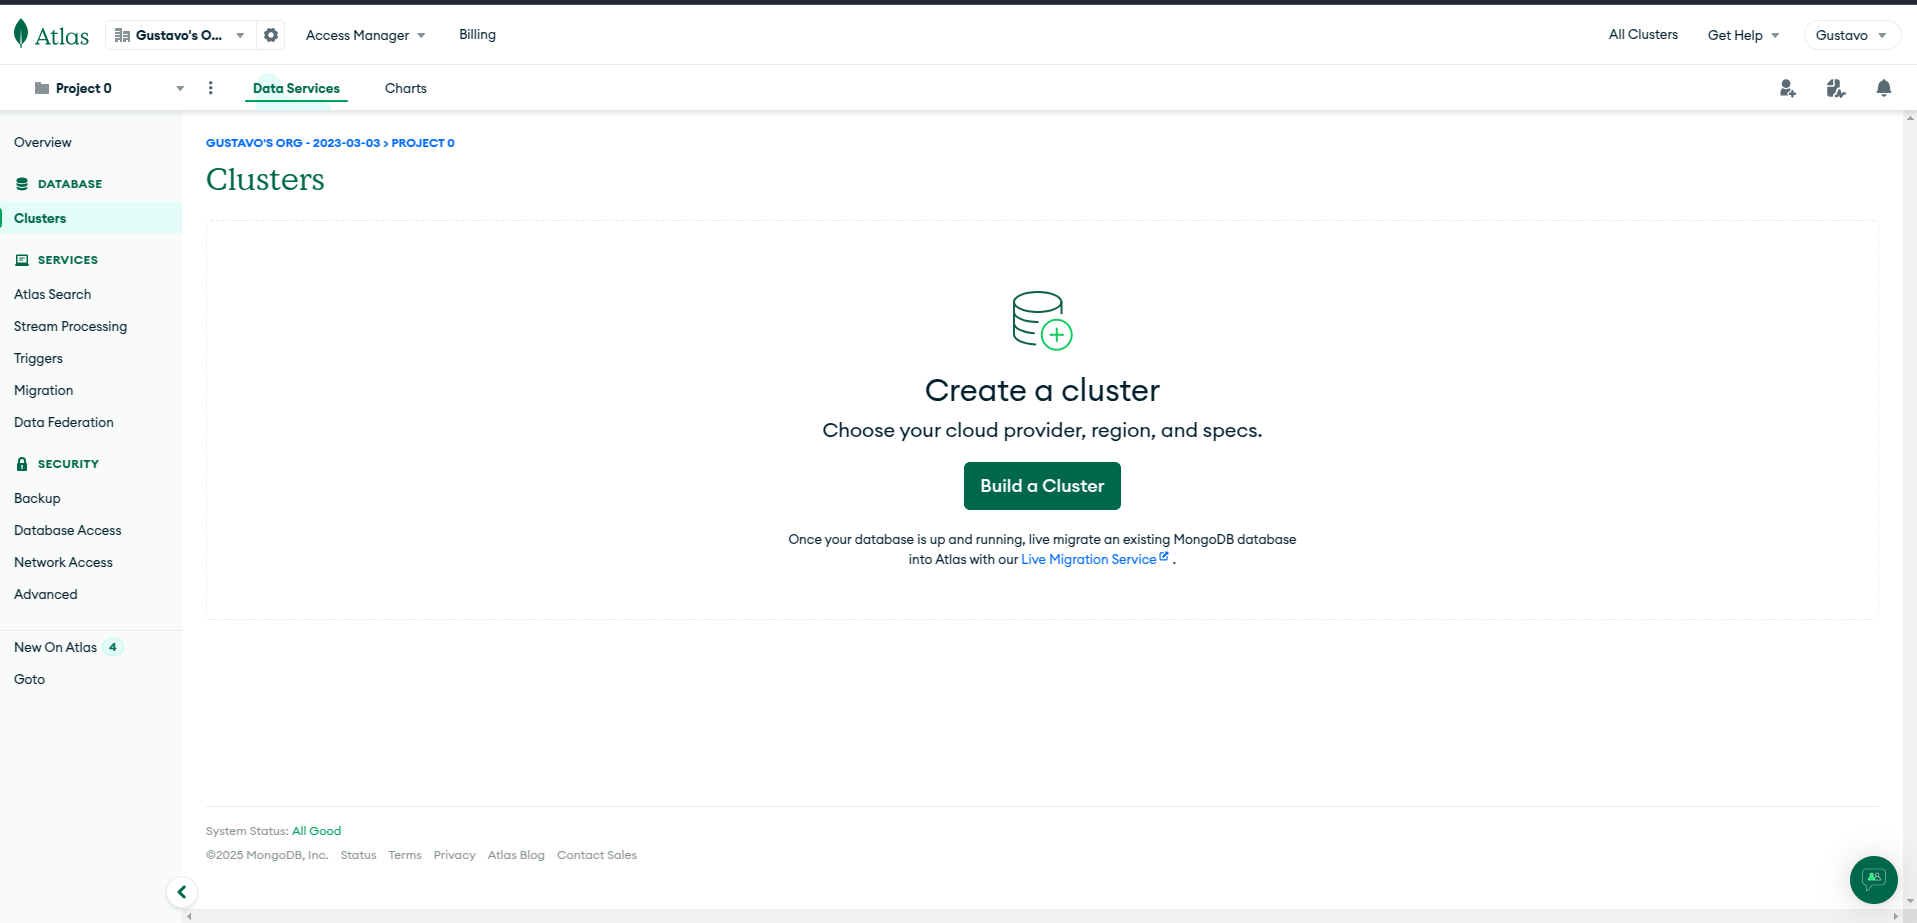 Atlas
Gustavo's O...
Access Manager
Billing
All Clusters
Get Help
Gustavo
Project 0
Data Services
Charts
Overview
DATABASE
Clusters
SERVICES
Atlas Search
Stream Processing
Triggers
Migration
Data Federation
SECURITY
Backup
Database Access
Network Access
Advanced
New On Atlas 4
Goto
GUSTAVO'S ORG - 2023-03-03 > PROJECT 0
Clusters
Create a cluster
Choose your cloud provider, region, and specs.
Build a Cluster
Once your database is up and running, live migrate an existing MongoDB database
into Atlas with our Live Migration Service .
System Status: All Good
©2025 MongoDB, Inc. Status Terms Privacy Atlas Blog Contact Sales